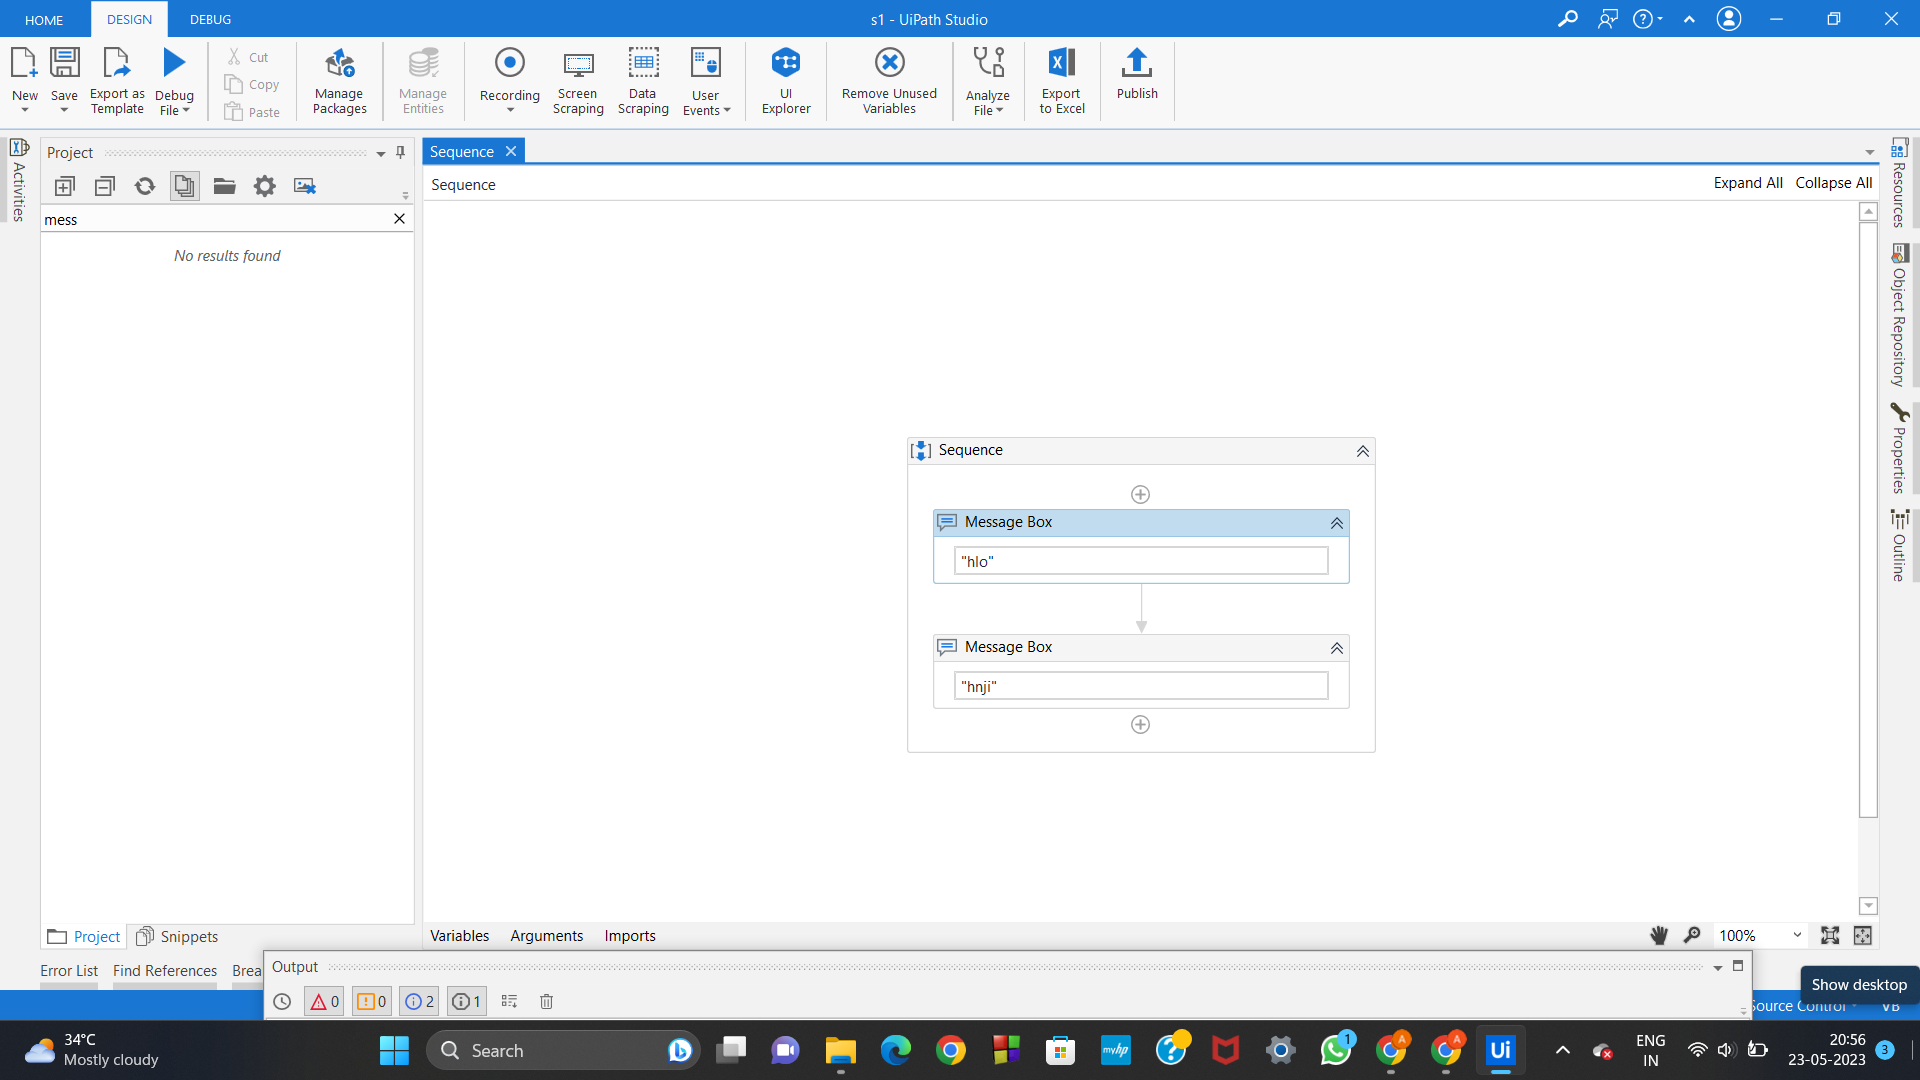 HOME
DESIGN
DEBUG
s1 - UiPath Studio
New
Save
Export as
Template
Debug
File
Cut
Copy
Paste
Manage
Packages
Manage
Entities
Recording
Screen
Scraping
Data
Scraping
User
Events
UI
Explorer
Remove Unused
Variables
Analyze
File
Export
to Excel
Publish
Activities
Project
mess
No results found
Sequence
Sequence
Expand All
Collapse All
Sequence
Message Box
"hlo"
Message Box
"hnji"
Resources
Object Repository
Properties
Outline
Project
Snippets
Variables
Arguments
Imports
100%
Error List
Find References
Brea
Output
0
0
2
1
Show desktop
Source Control
VB
34°C
Mostly cloudy
Search
myhp
1
A
A
Ui
ENG
IN
20:56
23-05-2023
3